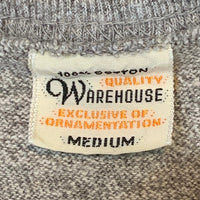 100% COTTON
QUALITY
WAREHOUSE
EXCLUSIVE OF
ORNAMENTATION
MEDIUM